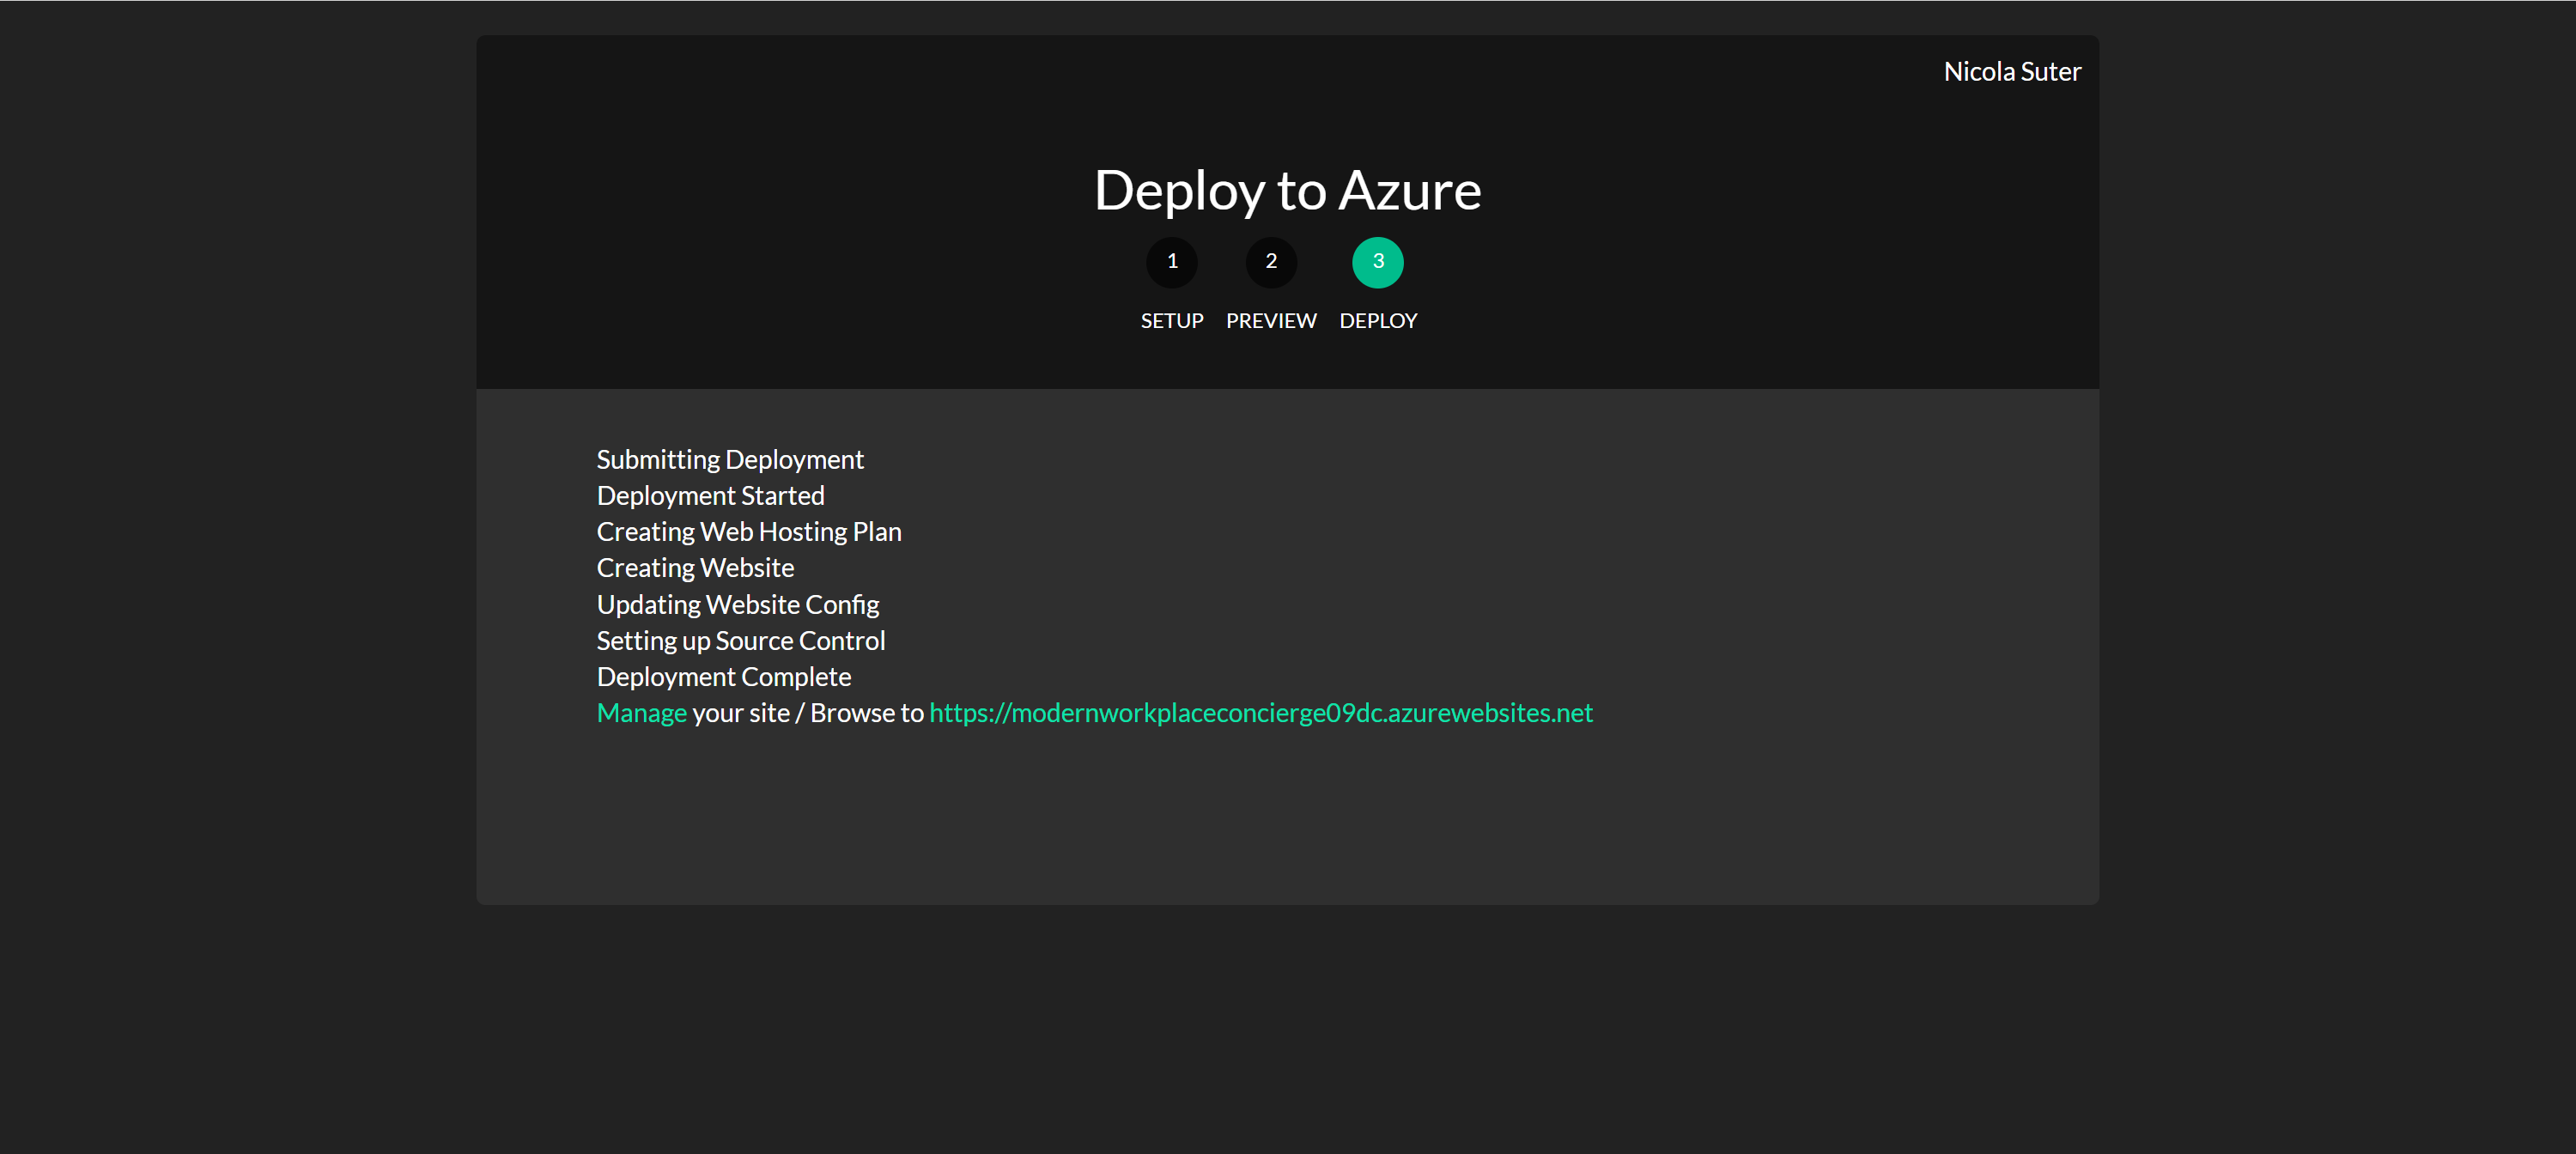 Nicola Suter
Deploy to Azure
1 2 3
SETUP PREVIEW DEPLOY
Submitting Deployment
Deployment Started
Creating Web Hosting Plan
Creating Website
Updating Website Config
Setting up Source Control
Deployment Complete
Manage your site / Browse to https://modernworkplaceconcierge09dc.azurewebsites.net